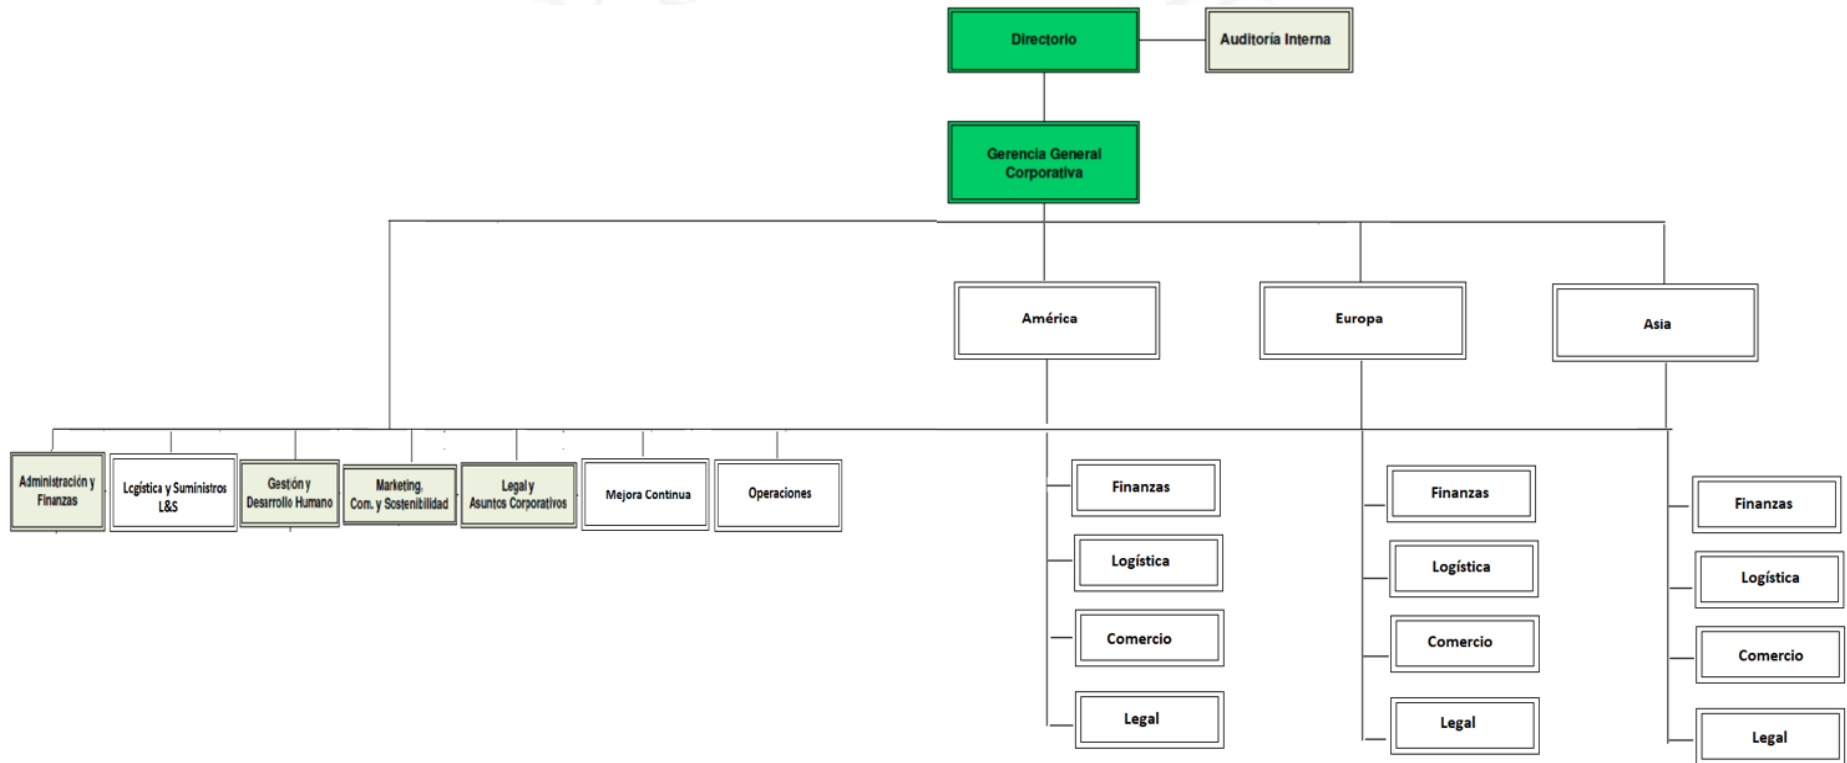 Directorio
Auditoría Interna
Gerencia General
Corporativa
América
Europa
Asia
Administración y
Finanzas
Logística y Suministros
L&S
Gestión y
Desarrollo Humano
Marketing,
Com. y Sostenibilidad
Legal y
Asuntos Corporativos
Mejora Continua
Operaciones
Finanzas
Logística
Comercio
Legal
Finanzas
Logística
Comercio
Legal
Finanzas
Logística
Comercio
Legal